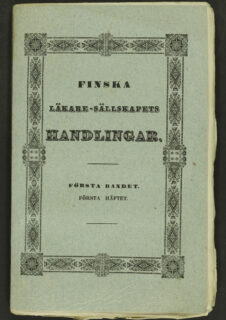 FINSKA
LÄKARE-SÄLLSKAPETS
HANDLINGAR.
FÖRSTA BANDET.
FÖRSTA HÄFTET.